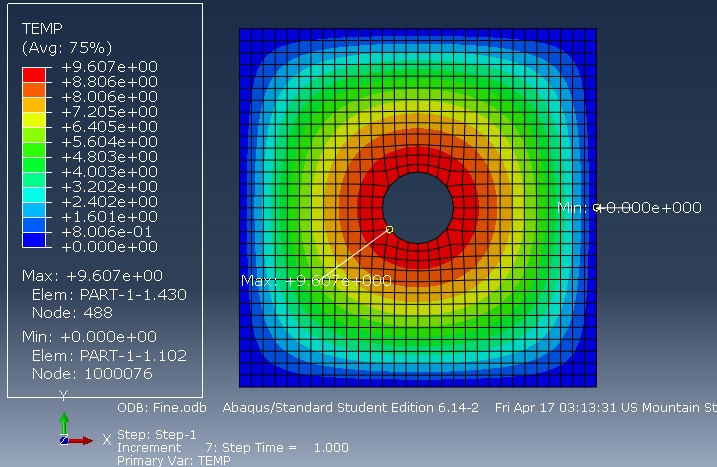 TEMP
(Avg: 75%)
+9.607e+00
+8.806e+00
+8.006e+00
+7.205e+00
+6.405e+00
+5.604e+00
+4.803e+00
+4.003e+00
+3.202e+00
+2.402e+00
+1.601e+00
+8.006e-01
+0.000e+00
Max: +9.607e+00
Elem: PART-1-1.430
Node: 488
Min: +0.000e+00
Elem: PART-1-1.102
Node: 1000076
Min: +0.000e+000
Max: +9.607e+000
Y
X
ODB: Fine.odb Abaqus/Standard Student Edition 6.14-2 Fri Apr 17 03:13:31 US Mountain St
Step: Step-1
Increment 7: Step Time = 1.000
Primary Var: TEMP